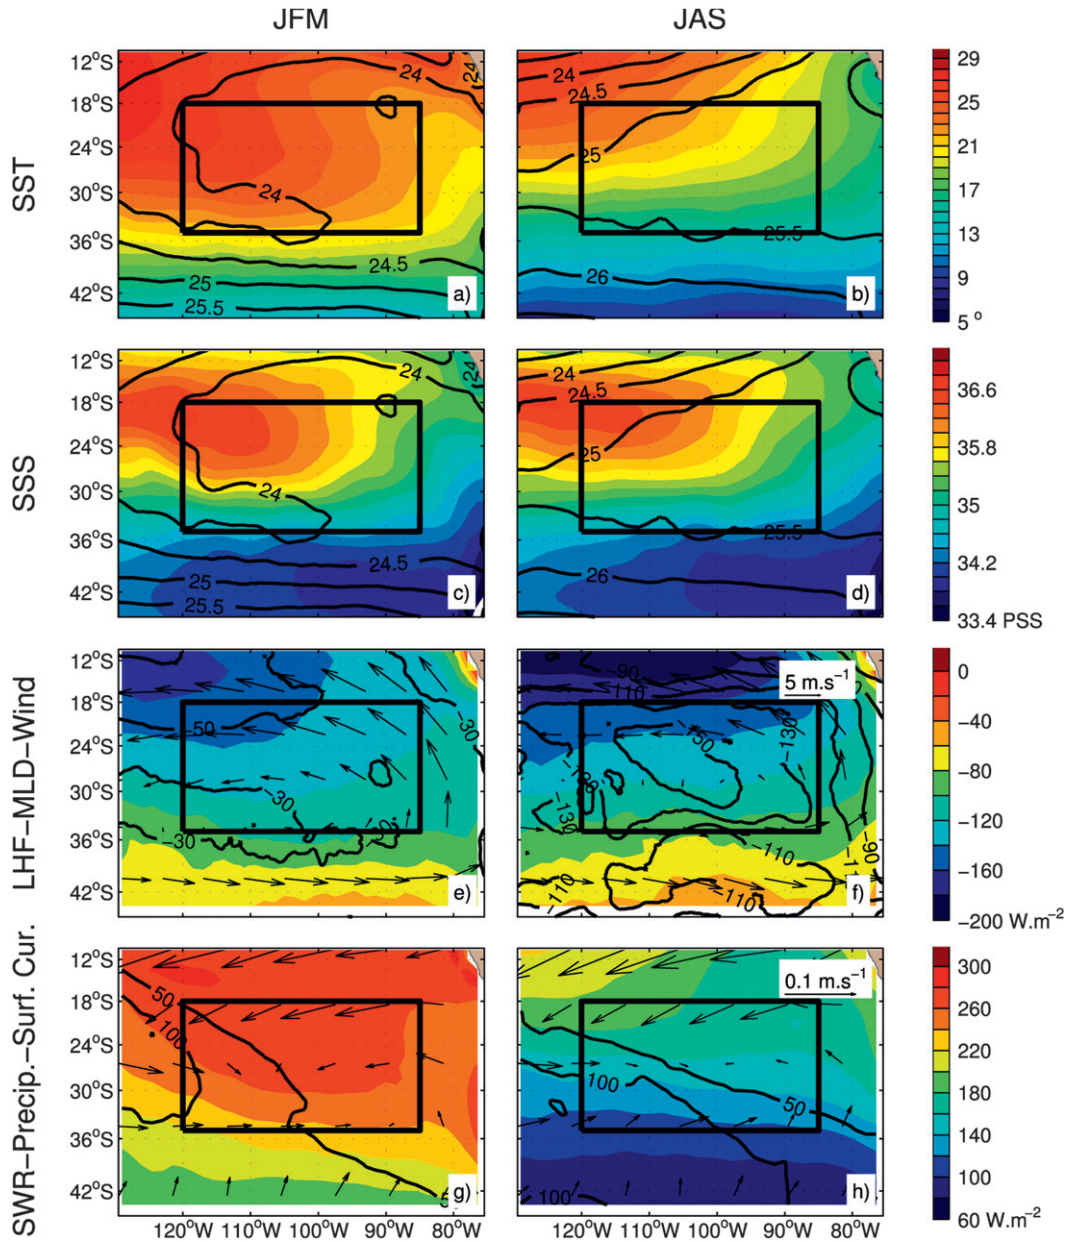 JFM JAS
SST
12°S
18°S
24°S
30°S
36°S
42°S
24
24
24
24.5
25
25.5
a)
24
24.5
25
25.5
26
b)
29
25
21
17
13
9
5 °
SSS
12°S
18°S
24°S
30°S
36°S
42°S
24
24
24
24.5
25
25.5
c)
24
24.5
25
25.5
26
d)
36.6
35.8
35
34.2
33.4 PSS
LHF−MLD−Wind
12°S
18°S
24°S
30°S
36°S
42°S
−50
−30
−30
−30
e)
−90
−110
5 m.s⁻¹
−150
−130
−130
−110
−90
−110
−110
f)
0
−40
−80
−120
−160
−200 W.m⁻²
SWR−Precip.−Surf. Cur.
12°S
18°S
24°S
30°S
36°S
42°S
50
100
g)
0.1 m.s⁻¹
100
50
100
h)
300
260
220
180
140
100
60 W.m⁻²
120°W 110°W 100°W 90°W 80°W 120°W 110°W 100°W 90°W 80°W